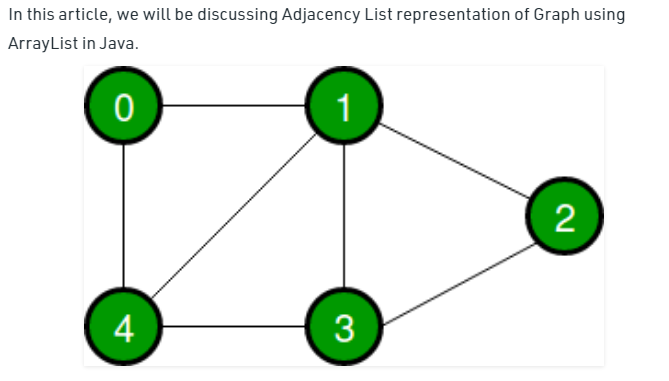 In this article, we will be discussing Adjacency List representation of Graph using
ArrayList in Java.
0 1
2
4 3